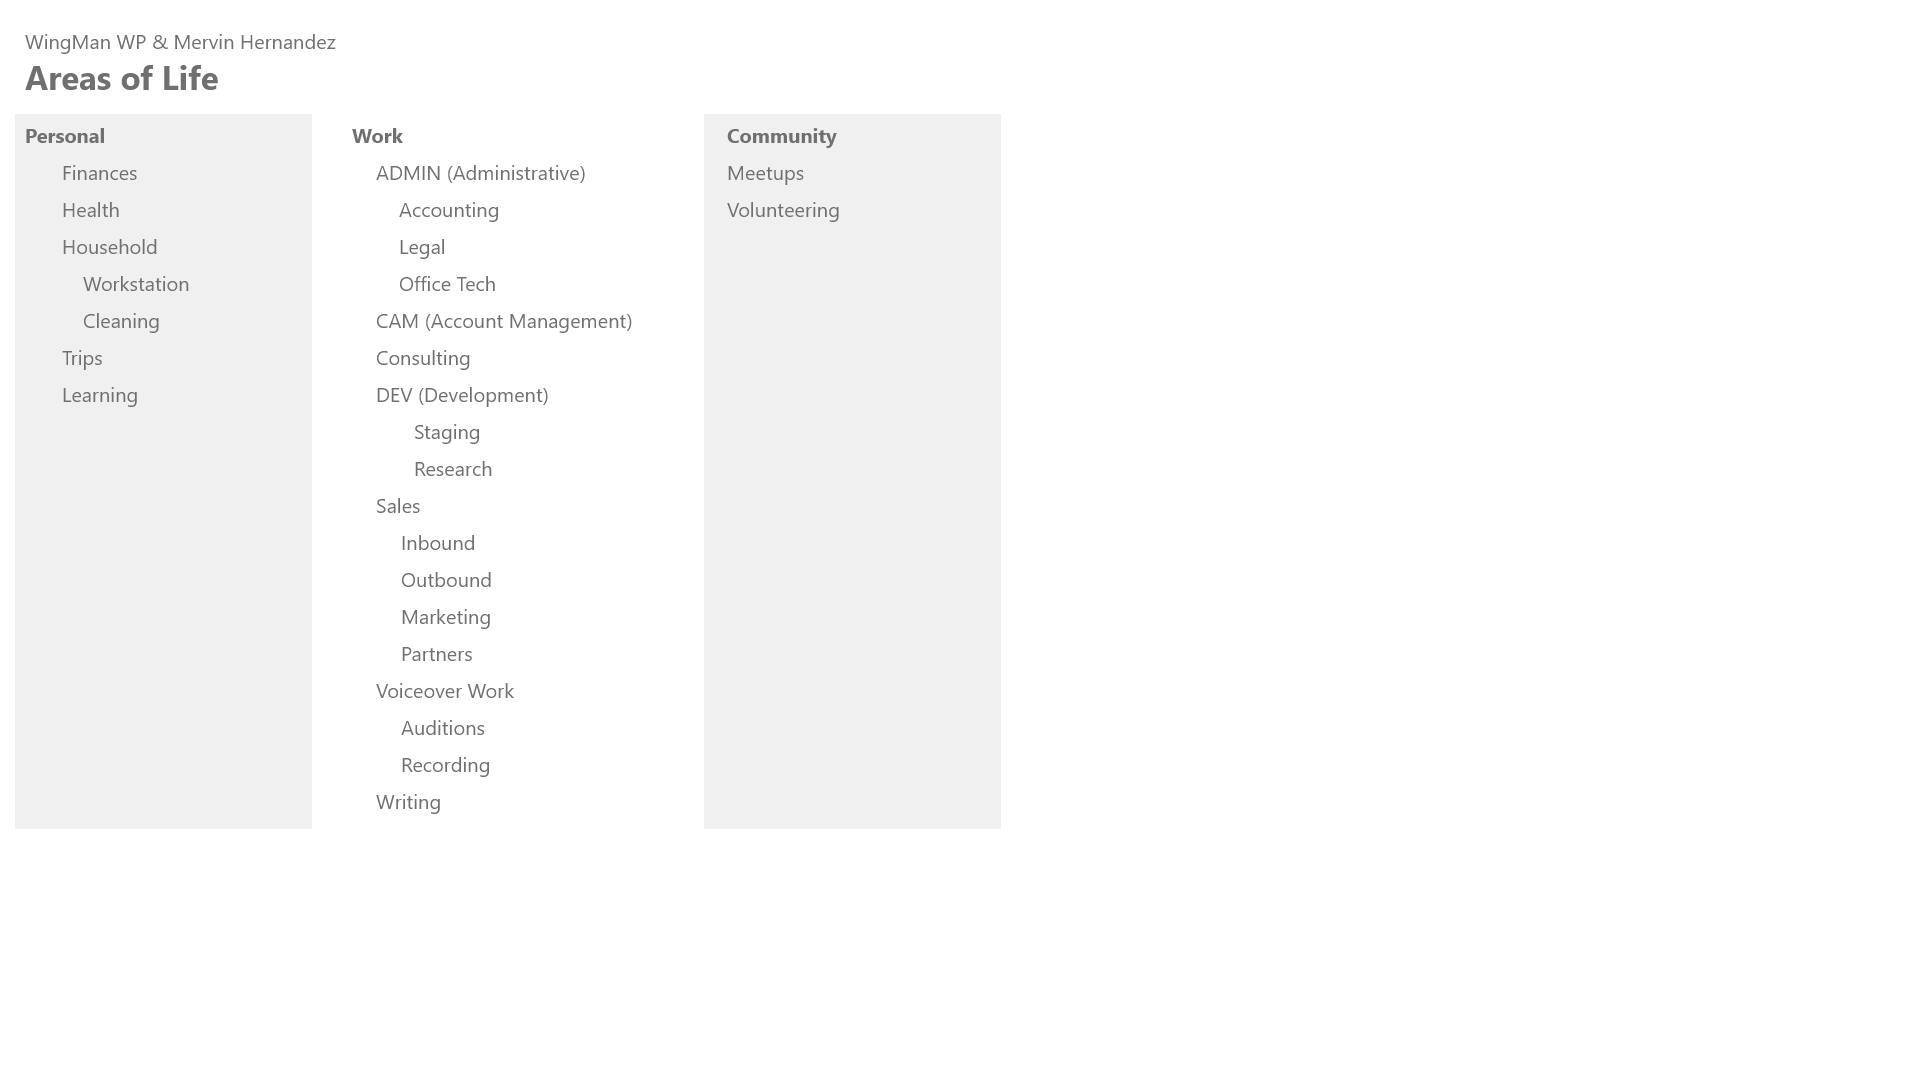 WingMan WP & Mervin Hernandez
Areas of Life
Personal
Finances
Health
Household
Workstation
Cleaning
Trips
Learning
Work
ADMIN (Administrative)
Accounting
Legal
Office Tech
CAM (Account Management)
Consulting
DEV (Development)
Staging
Research
Sales
Inbound
Outbound
Marketing
Partners
Voiceover Work
Auditions
Recording
Writing
Community
Meetups
Volunteering